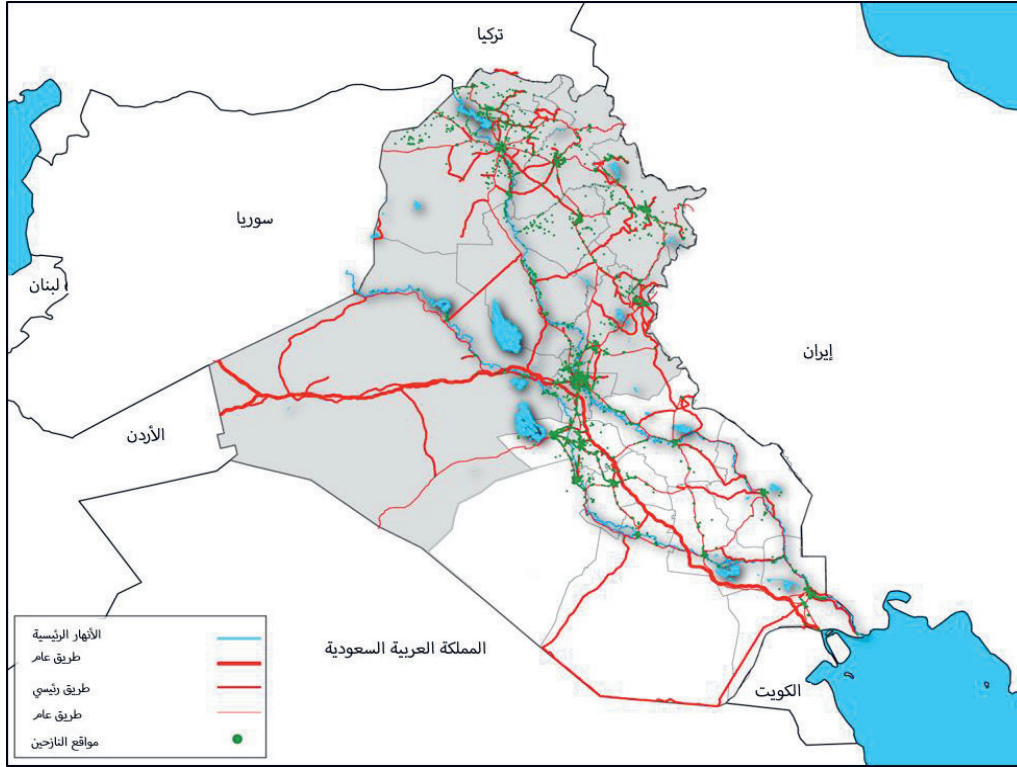 تركيا
سوريا
لبنان
إيران
الأردن
المملكة العربية السعودية
الكويت
الأنهار الرئيسية
طريق عام
طريق رئيسي
طريق عام
مواقع النازحين